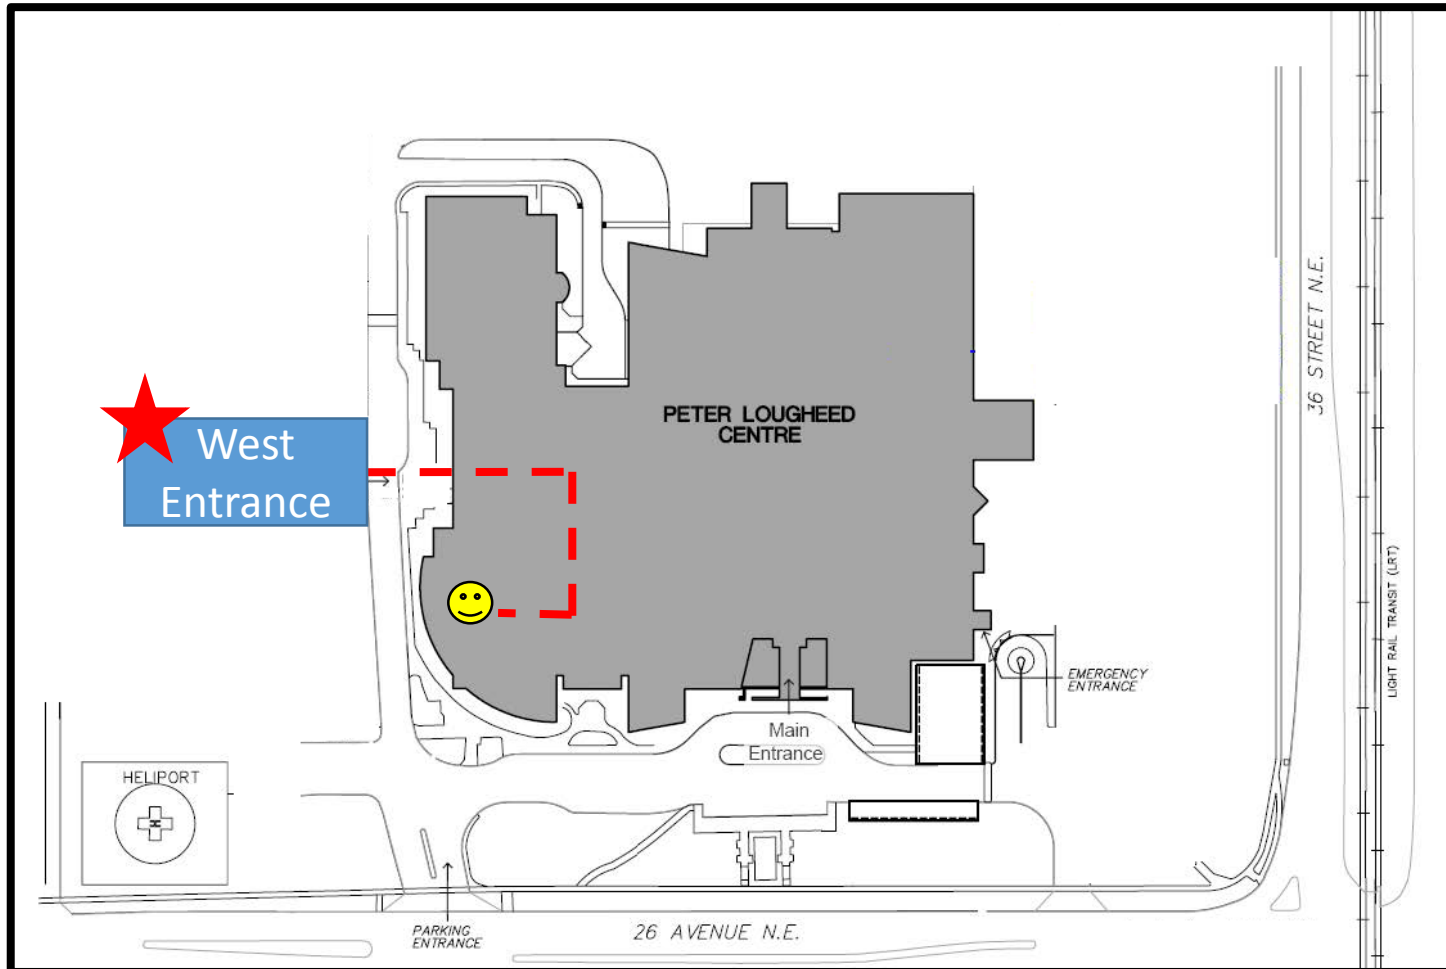 PETER LOUGHEED
CENTRE
West
Entrance
36 STREET N.E.
LIGHT RAIL TRANSIT (LRT)
EMERGENCY
ENTRANCE
Main
Entrance
HELIPORT
H
PARKING
ENTRANCE
26 AVENUE N.E.